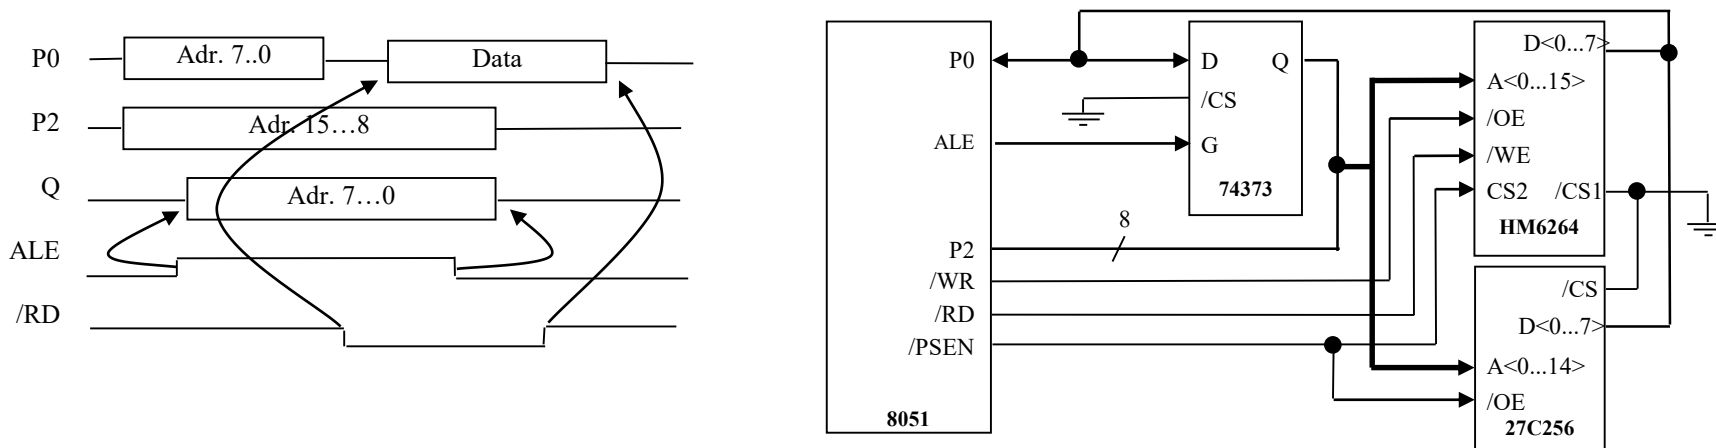 P0 Adr. 7..0 Data
P2 Adr. 15…8
Q Adr. 7…0
ALE
/RD
P0
ALE
P2
/WR
/RD
/PSEN
8051
8
D Q
/CS
G
74373
D<0...7>
A<0...15>
/OE
/WE
CS2 /CS1
HM6264
/CS
D<0...7>
A<0...14>
/OE
27C256